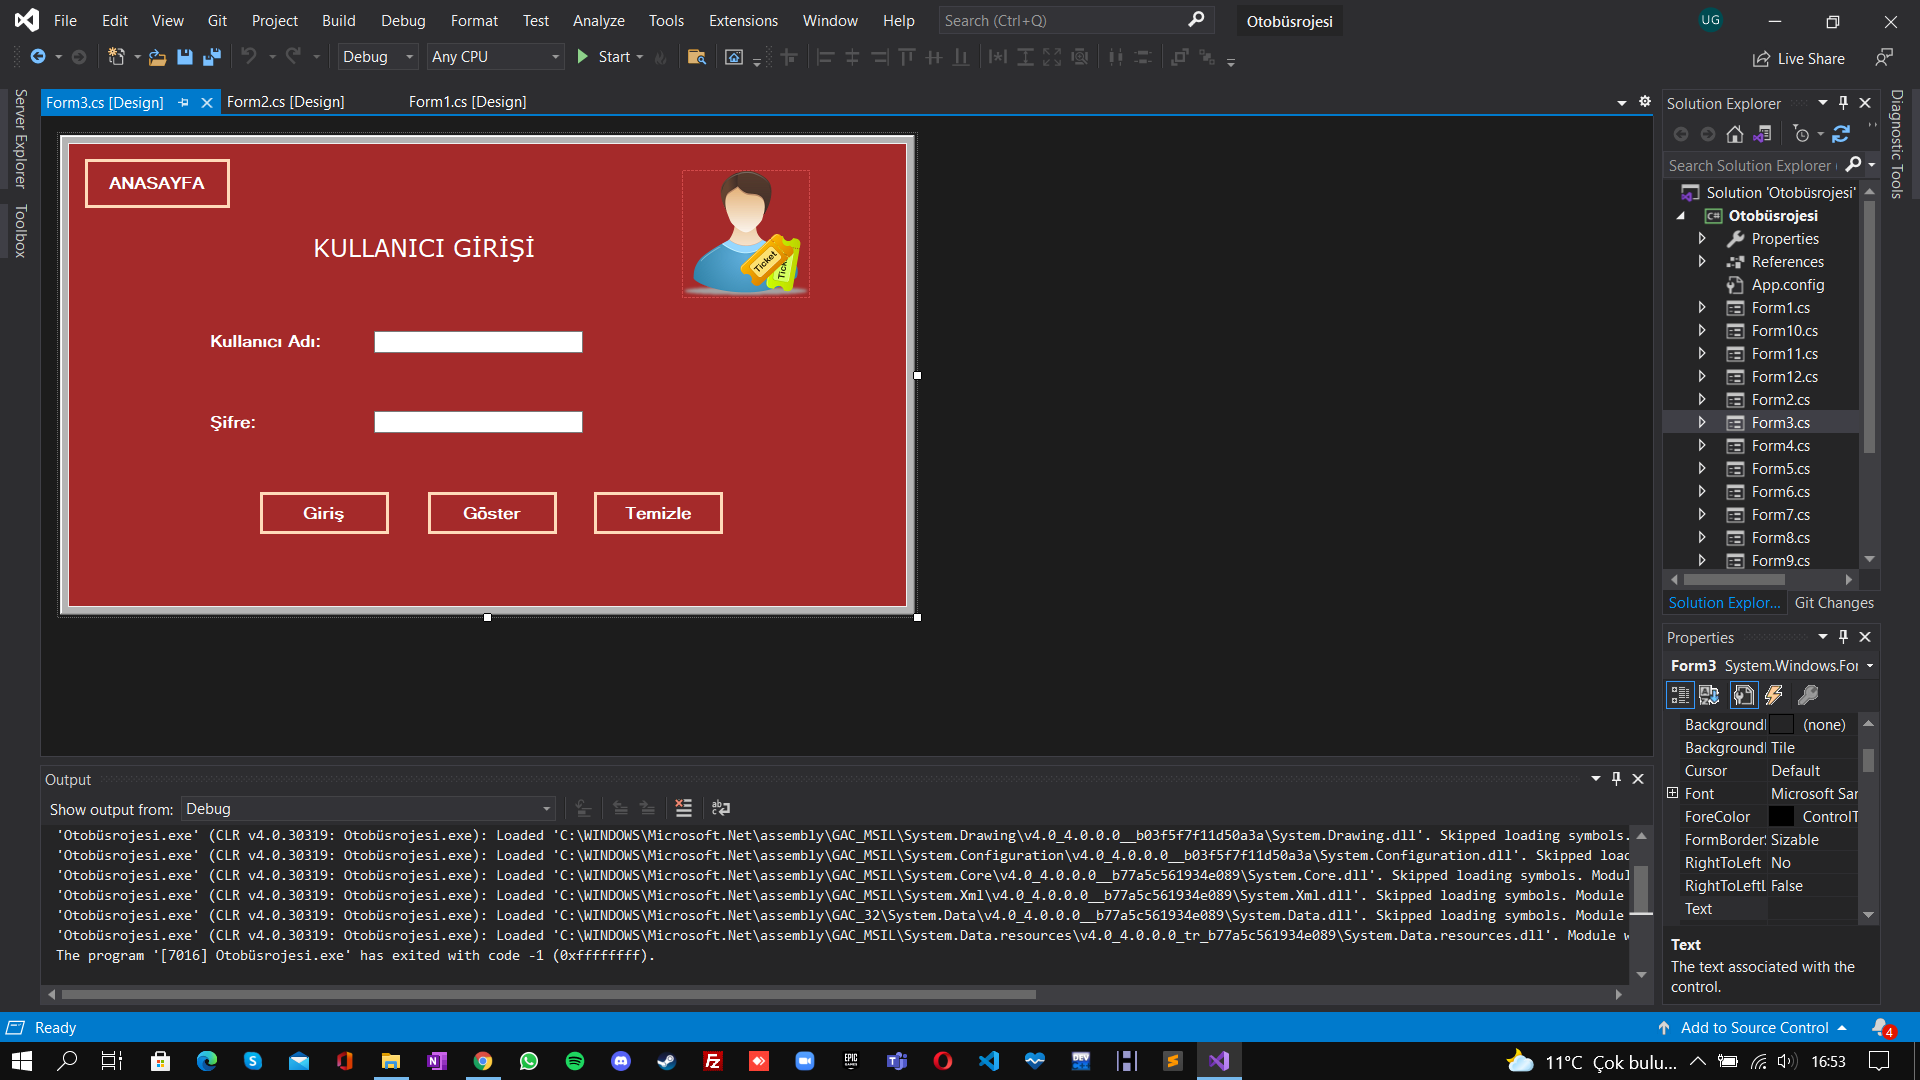 File Edit View Git Project Build Debug Format Test Analyze Tools Extensions Window Help Search (Ctrl+Q) Otobüsrojesi UG
Debug Any CPU Start Live Share
Server Explorer
Toolbox
Form3.cs [Design] Form2.cs [Design] Form1.cs [Design]
ANASAYFA
KULLANICI GİRİŞİ
Ticket
Kullanıcı Adı:
Şifre:
Giriş Göster Temizle
Output
Show output from: Debug
'Otobüsrojesi.exe' (CLR v4.0.30319: Otobüsrojesi.exe): Loaded 'C:\WINDOWS\Microsoft.Net\assembly\GAC_MSIL\System.Drawing\v4.0_4.0.0.0__b03f5f7f11d50a3a\System.Drawing.dll'. Skipped loading symbols.
'Otobüsrojesi.exe' (CLR v4.0.30319: Otobüsrojesi.exe): Loaded 'C:\WINDOWS\Microsoft.Net\assembly\GAC_MSIL\System.Configuration\v4.0_4.0.0.0__b03f5f7f11d50a3a\System.Configuration.dll'. Skipped load
'Otobüsrojesi.exe' (CLR v4.0.30319: Otobüsrojesi.exe): Loaded 'C:\WINDOWS\Microsoft.Net\assembly\GAC_MSIL\System.Core\v4.0_4.0.0.0__b77a5c561934e089\System.Core.dll'. Skipped loading symbols. Modul
'Otobüsrojesi.exe' (CLR v4.0.30319: Otobüsrojesi.exe): Loaded 'C:\WINDOWS\Microsoft.Net\assembly\GAC_MSIL\System.Xml\v4.0_4.0.0.0__b77a5c561934e089\System.Xml.dll'. Skipped loading symbols. Module
'Otobüsrojesi.exe' (CLR v4.0.30319: Otobüsrojesi.exe): Loaded 'C:\WINDOWS\Microsoft.Net\assembly\GAC_32\System.Data\v4.0_4.0.0.0__b77a5c561934e089\System.Data.dll'. Skipped loading symbols. Module
'Otobüsrojesi.exe' (CLR v4.0.30319: Otobüsrojesi.exe): Loaded 'C:\WINDOWS\Microsoft.Net\assembly\GAC_MSIL\System.Data.resources\v4.0_4.0.0.0_tr_b77a5c561934e089\System.Data.resources.dll'. Module w
The program '[7016] Otobüsrojesi.exe' has exited with code -1 (0xffffffff).
Solution Explorer
Search Solution Explorer (
Solution 'Otobüsrojesi'
C# Otobüsrojesi
Properties
References
App.config
Form1.cs
Form10.cs
Form11.cs
Form12.cs
Form2.cs
Form3.cs
Form4.cs
Form5.cs
Form6.cs
Form7.cs
Form8.cs
Form9.cs
Solution Explor... Git Changes
Properties
Form3 System.Windows.For
Background (none)
Background Tile
Cursor Default
Font Microsoft San
ForeColor ControlT
FormBorder Sizable
RightToLeft No
RightToLeftL False
Text
Text
The text associated with the
control.
Diagnostic Tools
Ready Add to Source Control 4
11°C Çok bulu... 16:53